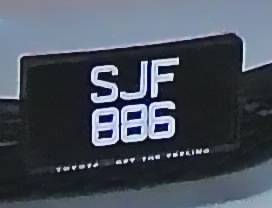 SJF
886
TOYOTA GET THE FEELING